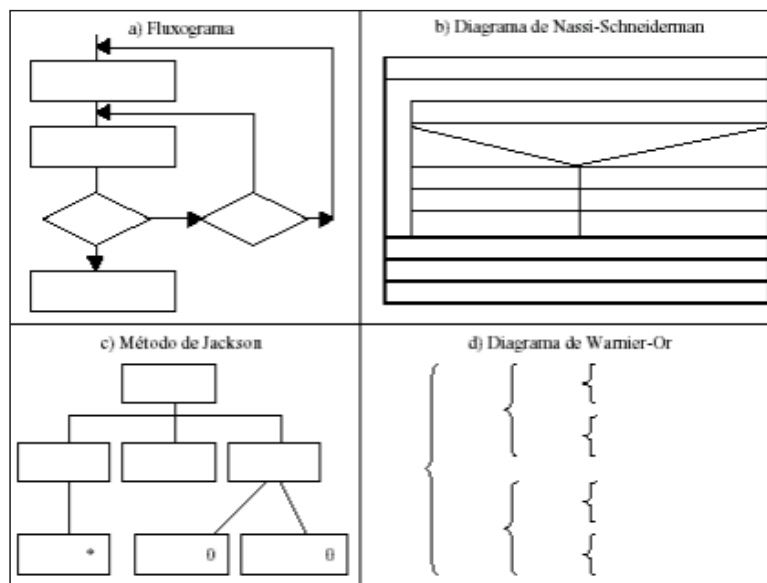 a) Fluxograma
b) Diagrama de Nassi-Schneiderman
c) Método de Jackson
d) Diagrama de Warnier-Or
*
0
0